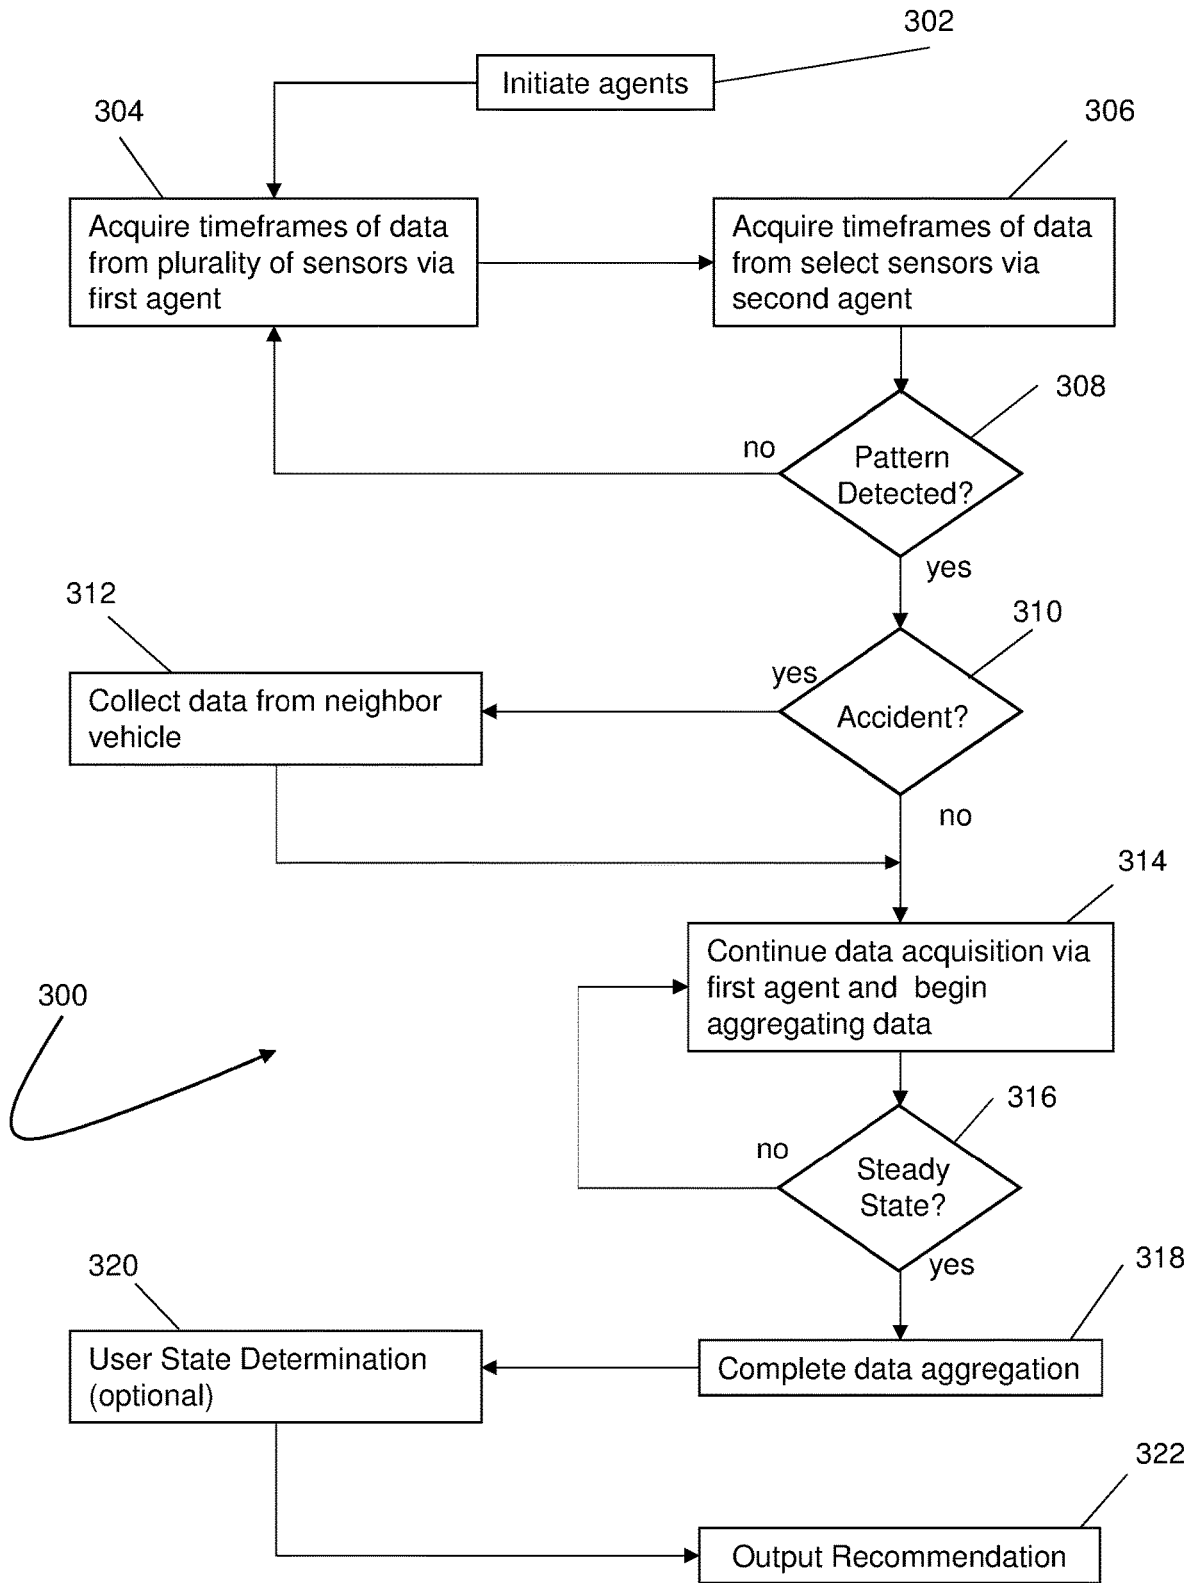 302
Initiate agents
304
306
Acquire timeframes of data
from plurality of sensors via
first agent
Acquire timeframes of data
from select sensors via
second agent
308
no
Pattern
Detected?
yes
312
310
yes
Collect data from neighbor
vehicle
Accident?
no
314
Continue data acquisition via
first agent and begin
aggregating data
300
316
no
Steady
State?
yes
318
320
User State Determination
(optional)
Complete data aggregation
322
Output Recommendation